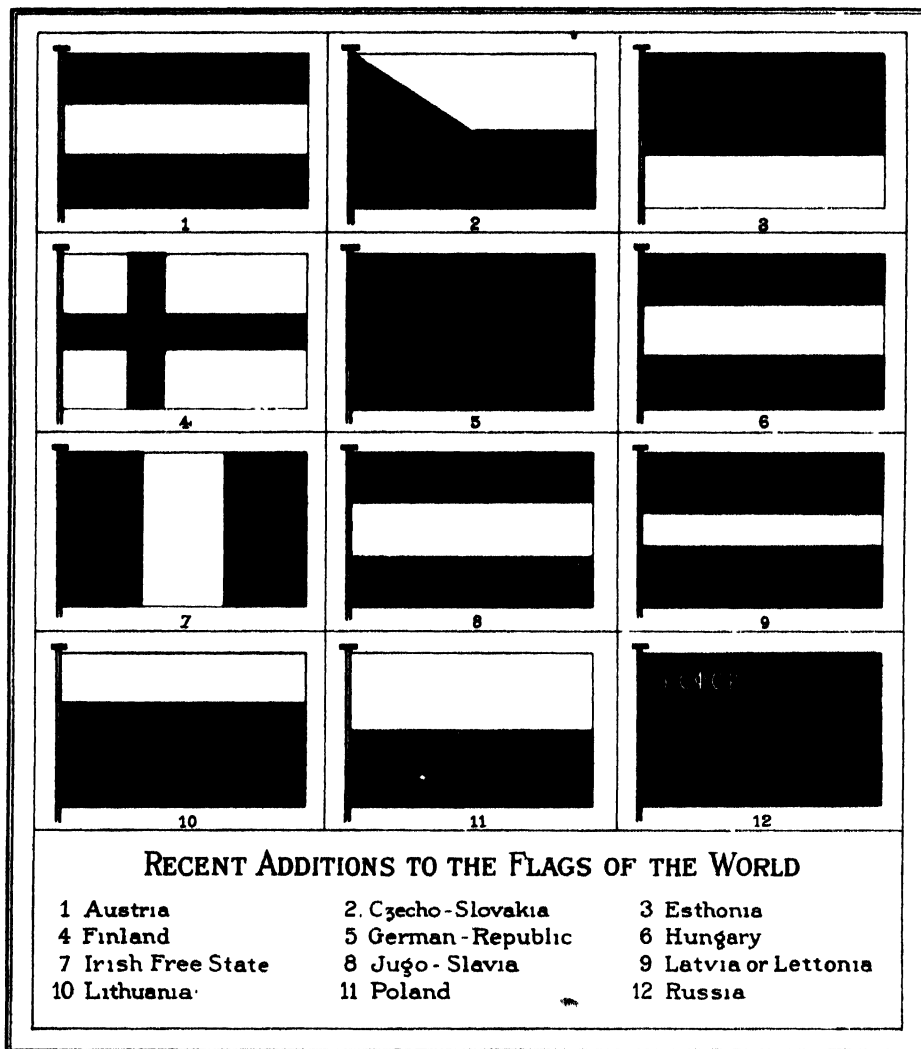 1 2 3
4 5 6
7 8 9
10 11 12
RECENT ADDITIONS TO THE FLAGS OF THE WORLD
1 Austria 2. Czecho-Slovakia 3 Esthonia
4 Finland 5 German-Republic 6 Hungary
7 Irish Free State 8 Jugo-Slavia 9 Latvia or Lettonia
10 Lithuania 11 Poland 12 Russia